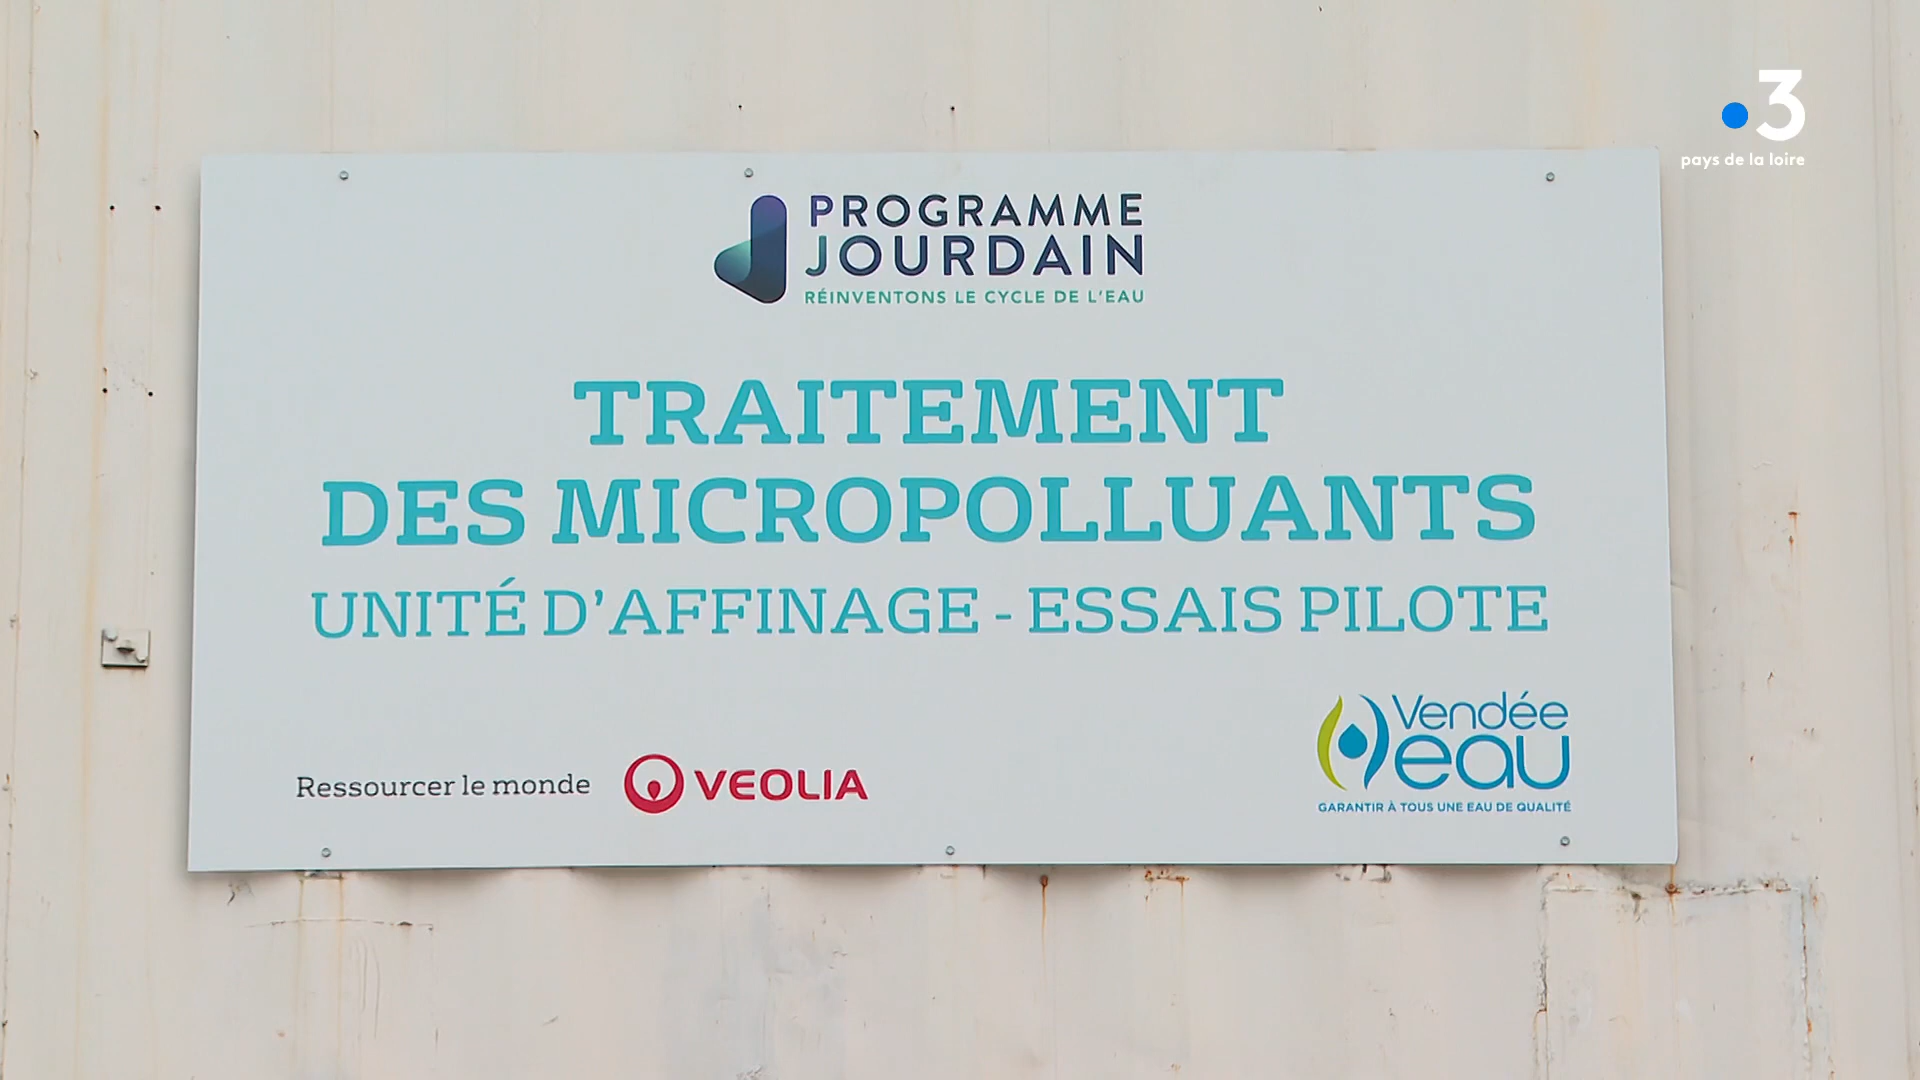 3
pays de la loire
PROGRAMME
JOURDAIN
RÉINVENTONS LE CYCLE DE L'EAU
TRAITEMENT
DES MICROPOLLUANTS
UNITÉ D'AFFINAGE - ESSAIS PILOTE
Ressourcer le monde VEOLIA
Vendée
eau
GARANTIR À TOUS UNE EAU DE QUALITÉ